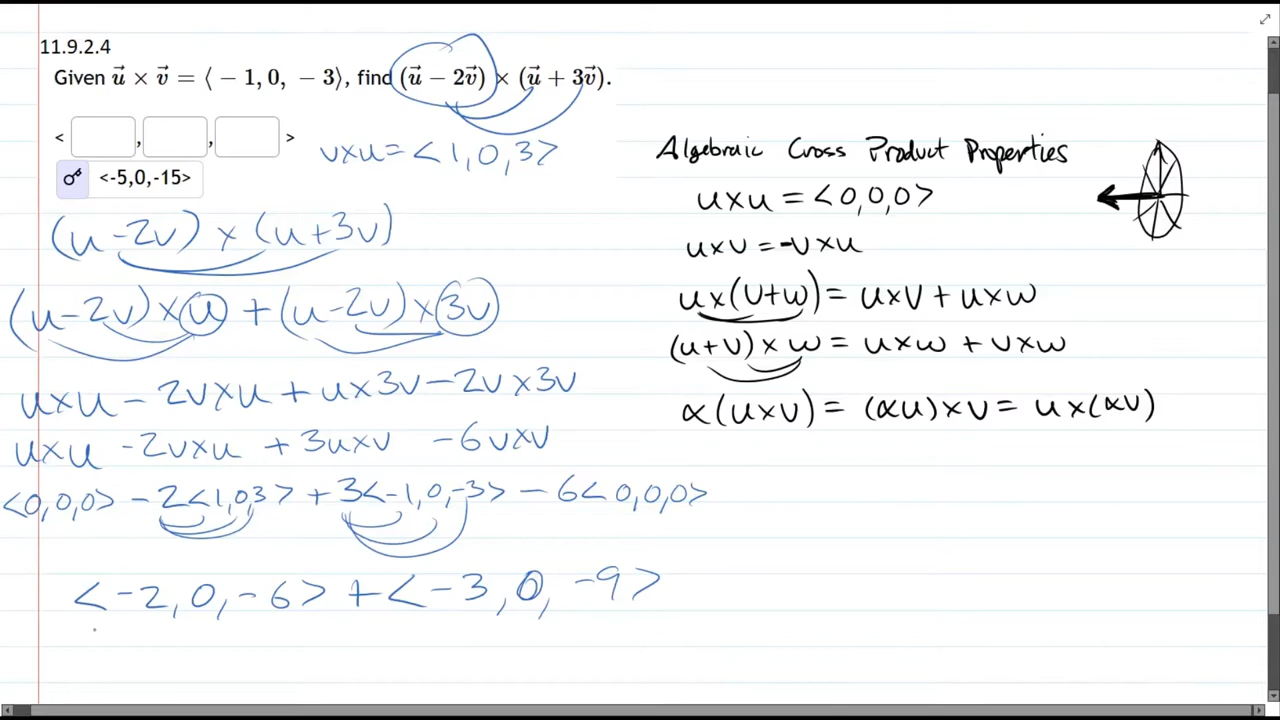 11.9.2.4
Given u⃗ × v⃗ = ⟨ − 1, 0, − 3⟩, find (u⃗ − 2v⃗) × (u⃗ + 3v⃗).
< , , >
<-5,0,-15>
v×u = <1,0,3>
(u-2v) × (u+3v)
(u-2v)×u + (u-2v)×3v
u×u - 2v×u + u×3v - 2v×3v
u×u -2v×u + 3u×v - 6v×v
<0,0,0> - 2<1,0,3> + 3<-1,0,-3> - 6<0,0,0>
<-2,0,-6> + <-3,0,-9>
Algebraic Cross Product Properties
u×u = <0,0,0>
u×v = -v×u
u×(v+w) = u×v + u×w
(u+v)×w = u×w + v×w
α(u×v) = (αu)×v = u×(αv)